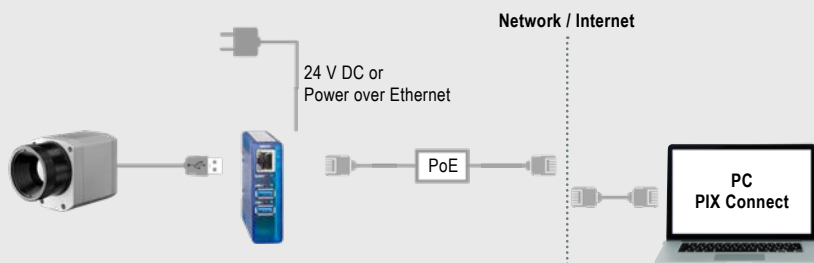 Network / Internet
24 V DC or
Power over Ethernet
PoE
PC
PIX Connect